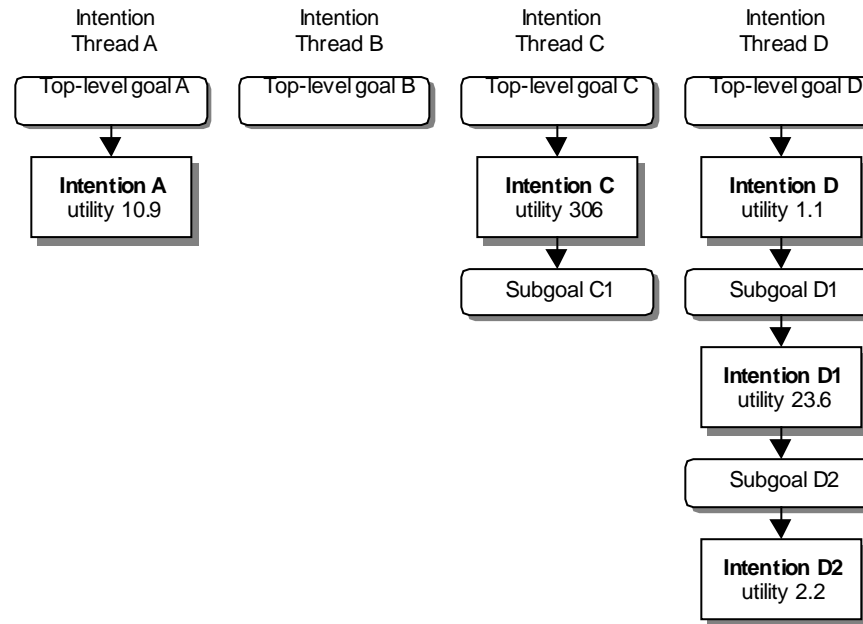 Intention
Thread A
Intention
Thread B
Intention
Thread C
Intention
Thread D
Top-level goal A
Top-level goal B
Top-level goal C
Top-level goal D
Intention A
utility 10.9
Intention C
utility 306
Intention D
utility 1.1
Subgoal C1
Subgoal D1
Intention D1
utility 23.6
Subgoal D2
Intention D2
utility 2.2